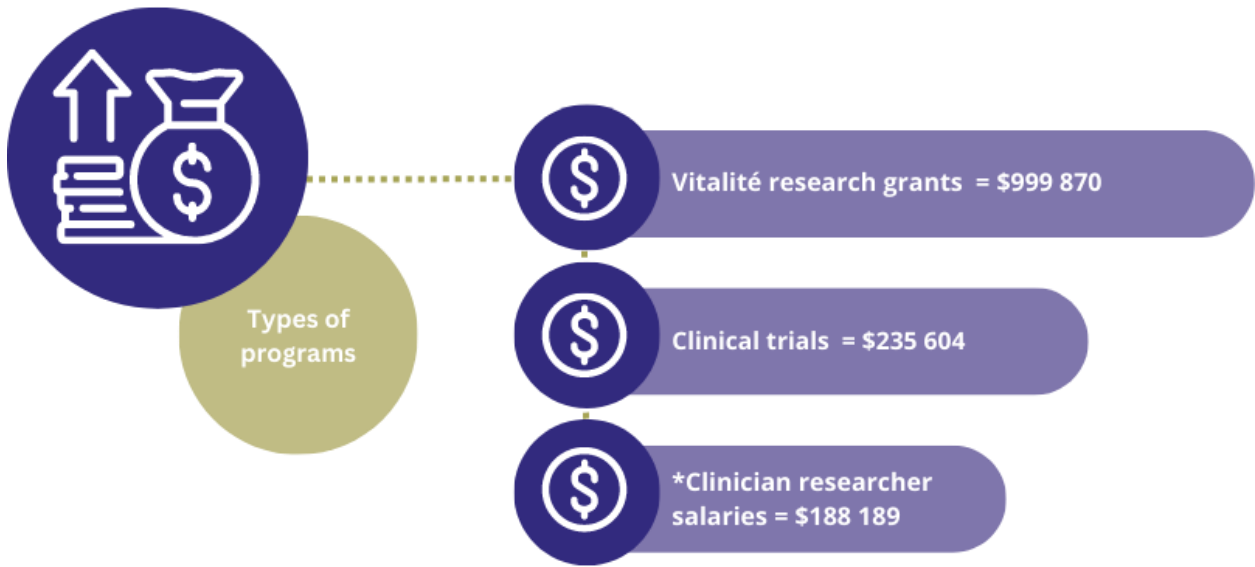 Vitalité research grants  = $999 870
Types of
programs
Clinical trials  = $235 604
*Clinician researcher
salaries = $188 189